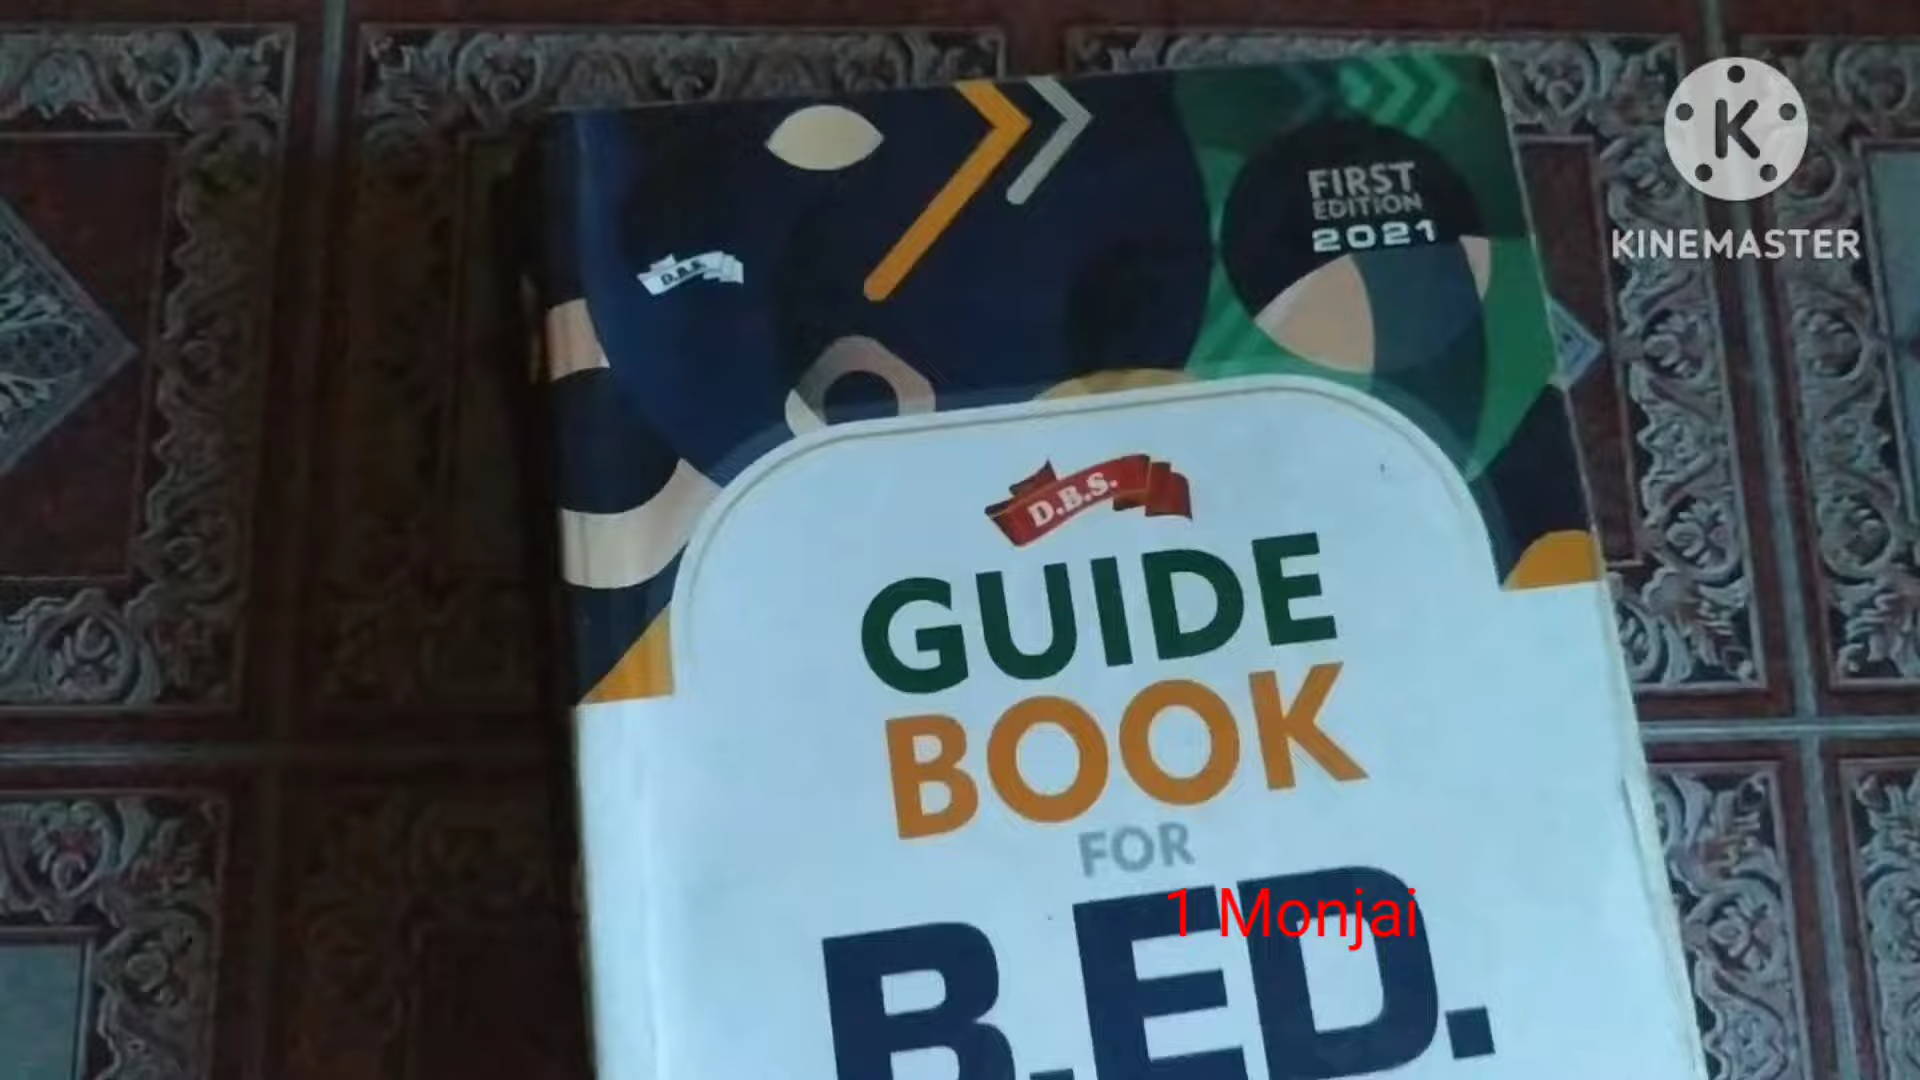 FIRST
EDITION
2021
K
KINEMASTER
D.B.S.
D.B.S.
GUIDE
BOOK
FOR
1 Monjai
B.ED.